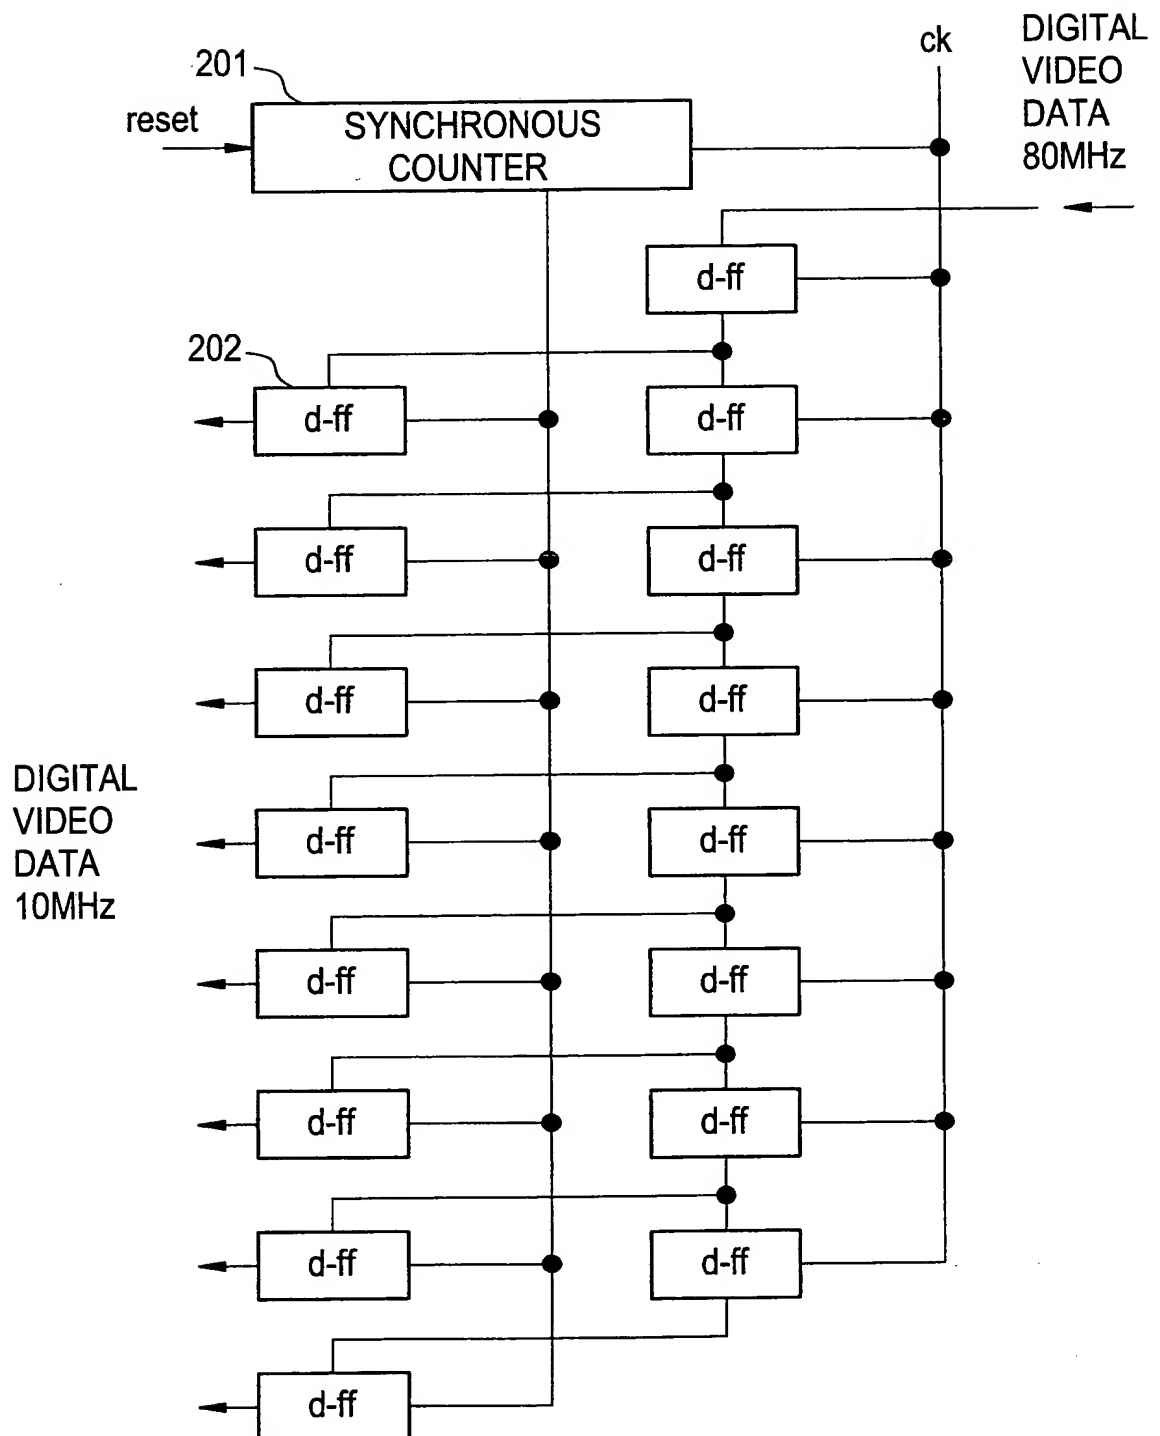 ck
DIGITAL
VIDEO
DATA
80MHz
201
reset
SYNCHRONOUS
COUNTER
d-ff
202
d-ff
d-ff
d-ff
d-ff
d-ff
d-ff
DIGITAL
VIDEO
DATA
10MHz
d-ff
d-ff
d-ff
d-ff
d-ff
d-ff
d-ff
d-ff
d-ff